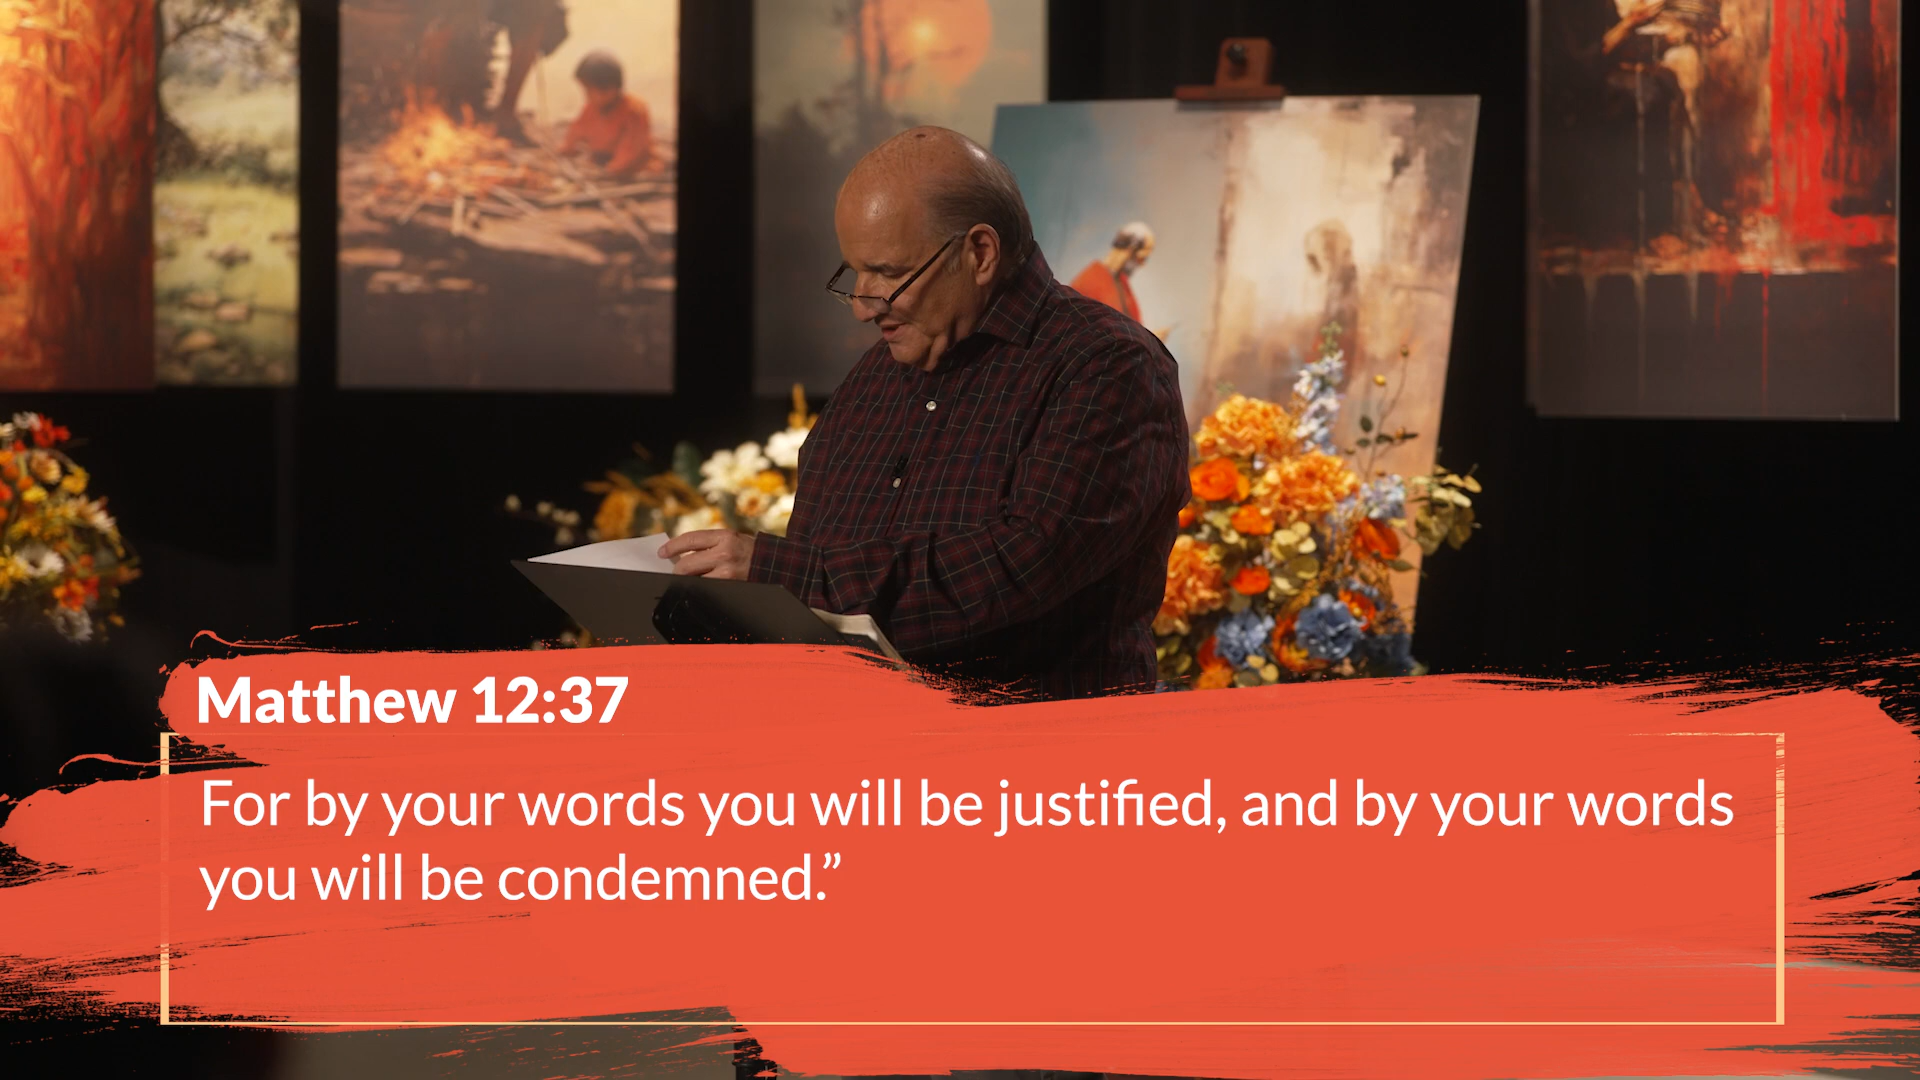 Matthew 12:37
For by your words you will be justified, and by your words
you will be condemned.”